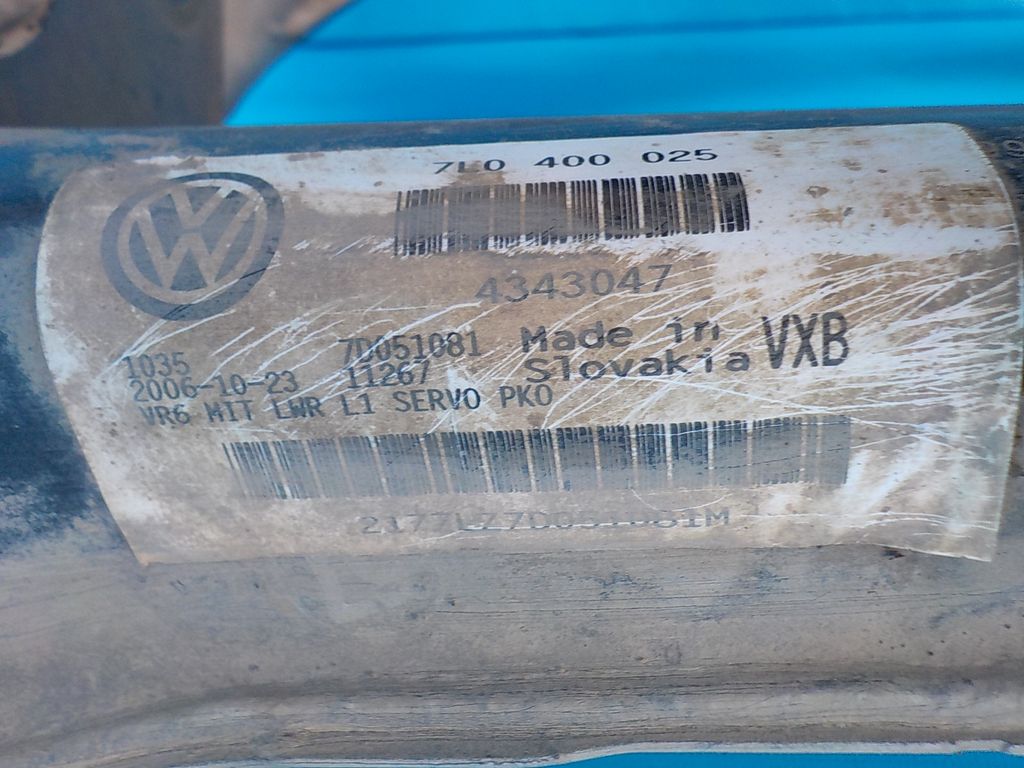 7L0 400 025
4343047
1035 7D051081 Made in VXB
2006-10-23 11267 Slovakia
VR6 MIT LWR L1 SERVO PK0